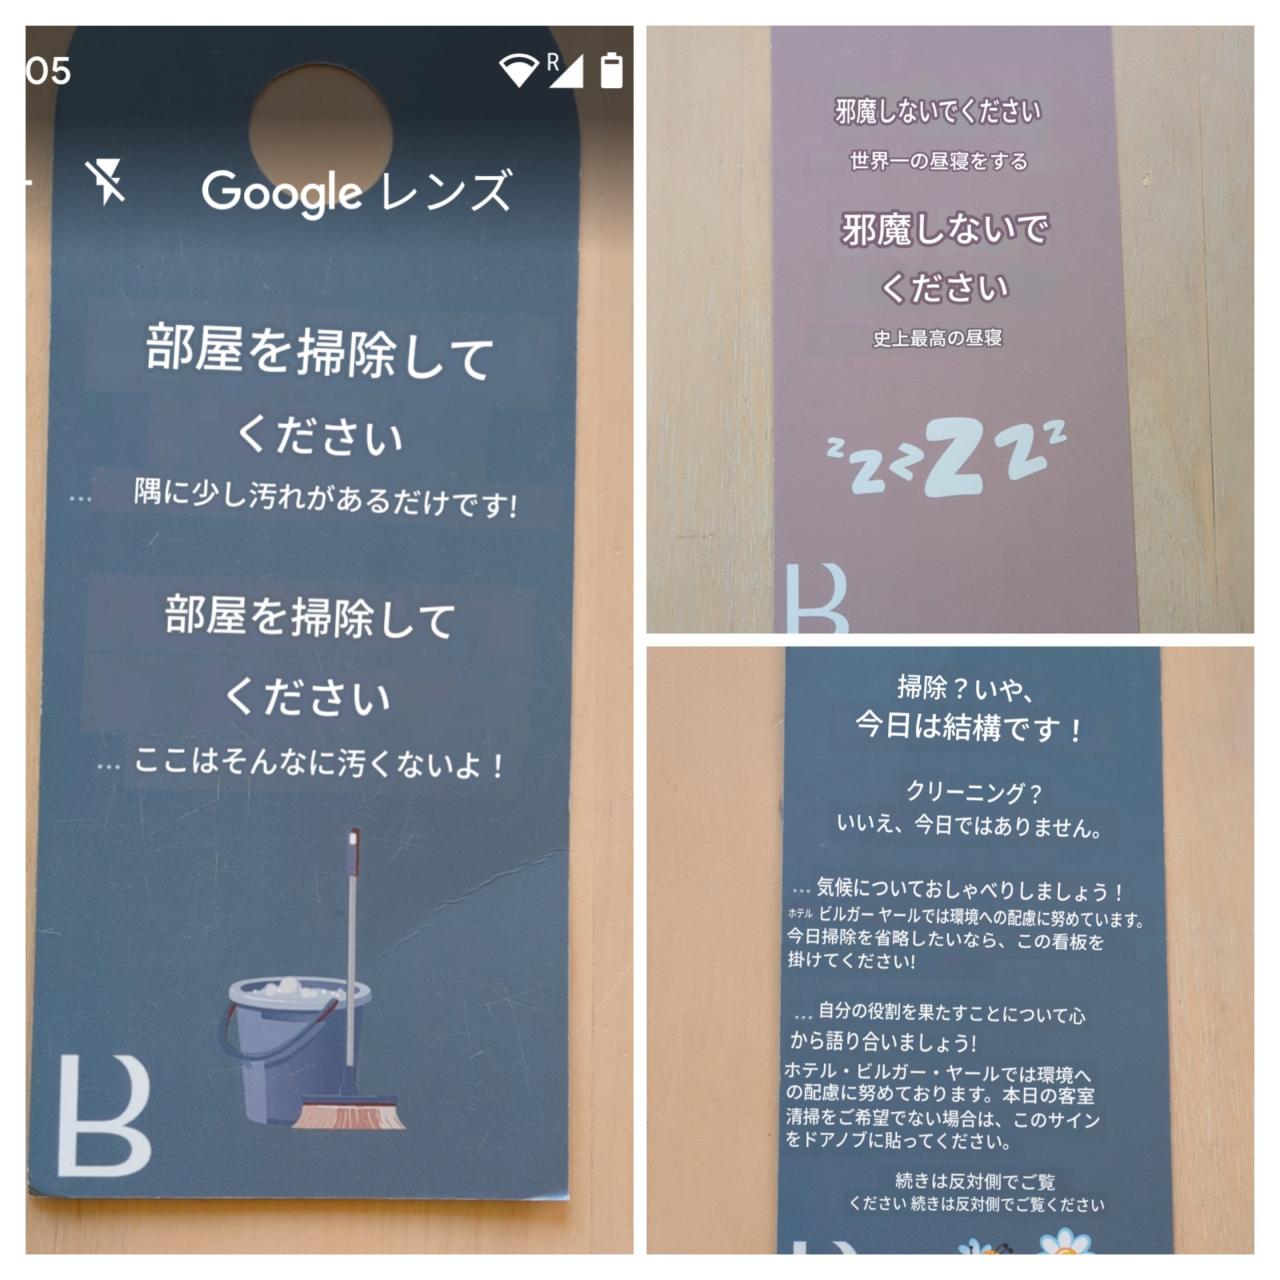 05
R
Google レンズ
部屋を掃除して
ください
... 隅に少し汚れがあるだけです!
部屋を掃除して
ください
... ここはそんなに汚くないよ！
B
邪魔しないでください
世界一の昼寝をする
邪魔しないで
ください
史上最高の昼寝
z z z z z z
B
掃除？いや、
今日は結構です！
クリーニング？
いいえ、今日ではありません。
... 気候についておしゃべりしましょう！
ホテル ビルガー ヤールでは環境への配慮に努めています。
今日掃除を省略したいなら、この看板を
掛けてください!
... 自分の役割を果たすことについて心
から語り合いましょう!
ホテル・ビルガー・ヤールでは環境へ
の配慮に努めております。本日の客室
清掃をご希望でない場合は、このサイン
をドアノブに貼ってください。
続きは反対側でご覧
ください 続きは反対側でご覧ください